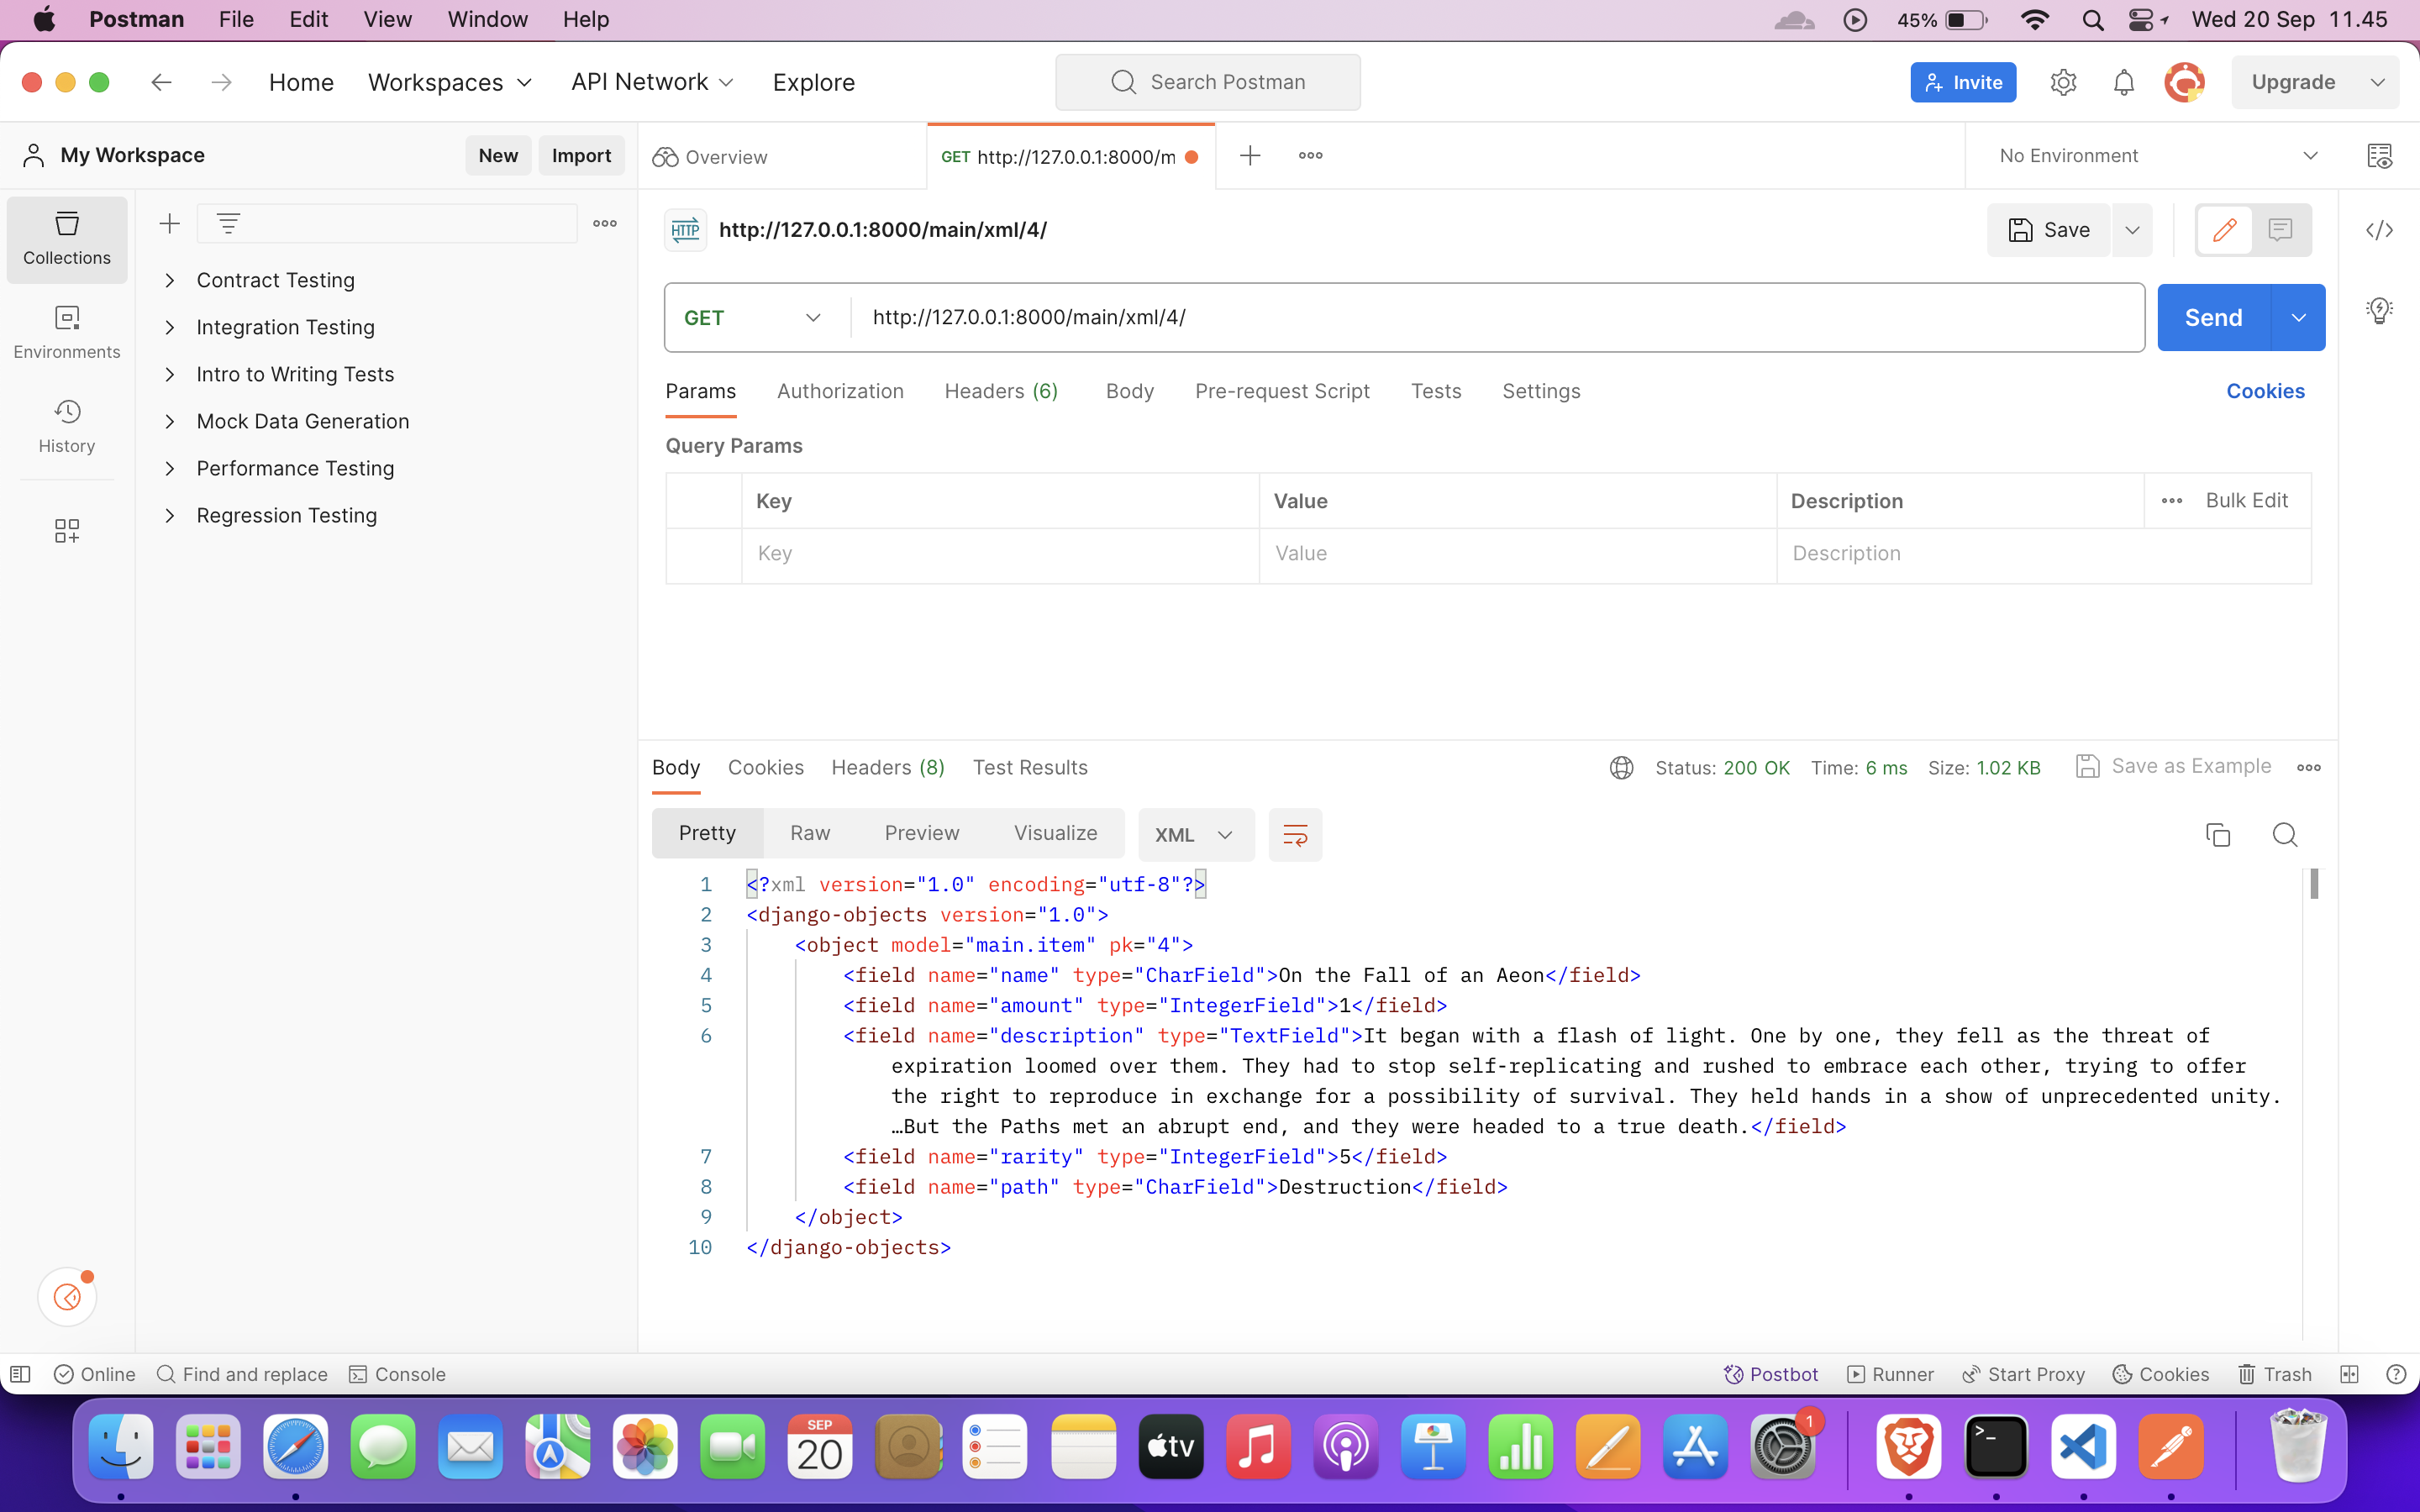 Postman File Edit View Window Help 45% Wed 20 Sep 11.45
Home Workspaces API Network Explore Search Postman Invite Upgrade
My Workspace New Import Overview GET http://127.0.0.1:8000/m No Environment
Collections
Environments
History
Contract Testing
Integration Testing
Intro to Writing Tests
Mock Data Generation
Performance Testing
Regression Testing
HTTP http://127.0.0.1:8000/main/xml/4/ Save
GET http://127.0.0.1:8000/main/xml/4/ Send
Params Authorization Headers (6) Body Pre-request Script Tests Settings Cookies
Query Params
Key Value Description Bulk Edit
Key Value Description
Body Cookies Headers (8) Test Results Status: 200 OK Time: 6 ms Size: 1.02 KB Save as Example
Pretty Raw Preview Visualize XML
1 <?xml version="1.0" encoding="utf-8"?>
2 <django-objects version="1.0">
3 <object model="main.item" pk="4">
4 <field name="name" type="CharField">On the Fall of an Aeon</field>
5 <field name="amount" type="IntegerField">1</field>
6 <field name="description" type="TextField">It began with a flash of light. One by one, they fell as the threat of
expiration loomed over them. They had to stop self-replicating and rushed to embrace each other, trying to offer
the right to reproduce in exchange for a possibility of survival. They held hands in a show of unprecedented unity.
…But the Paths met an abrupt end, and they were headed to a true death.</field>
7 <field name="rarity" type="IntegerField">5</field>
8 <field name="path" type="CharField">Destruction</field>
9 </object>
10 </django-objects>
Online Find and replace Console Postbot Runner Start Proxy Cookies Trash
SEP
20
tv
1